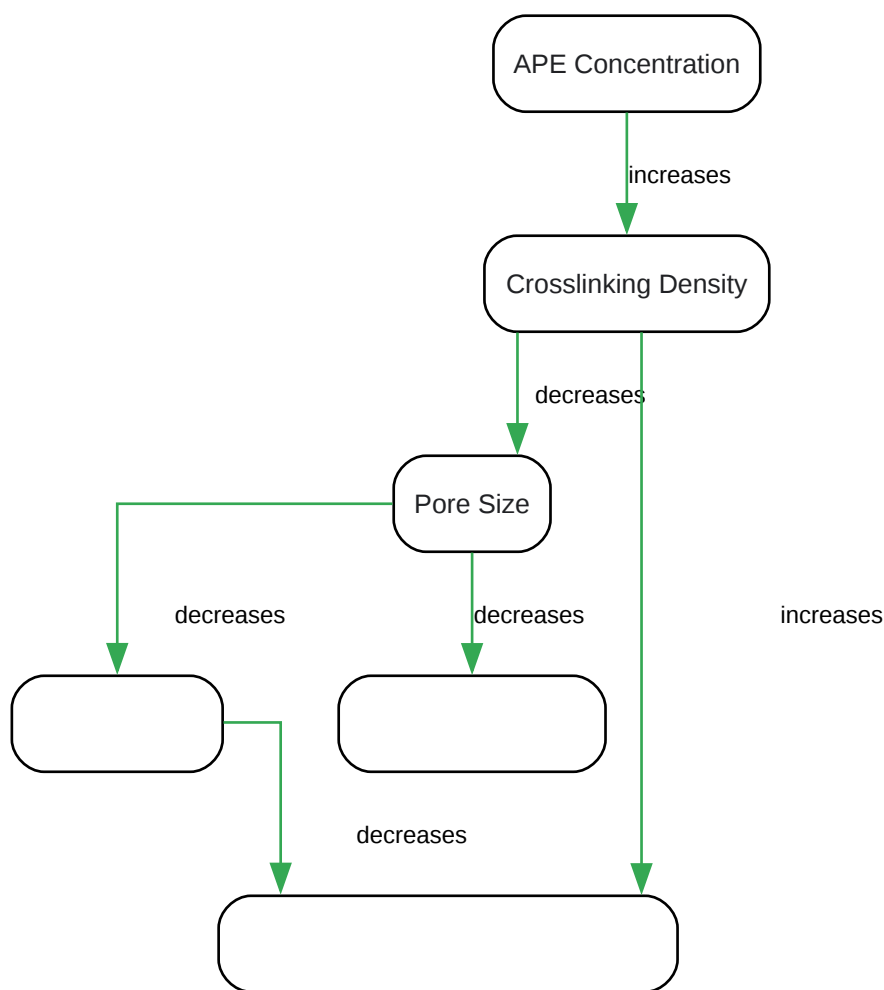 APE Concentration
increases
Crosslinking Density
decreases
Pore Size
decreases
decreases
increases
decreases